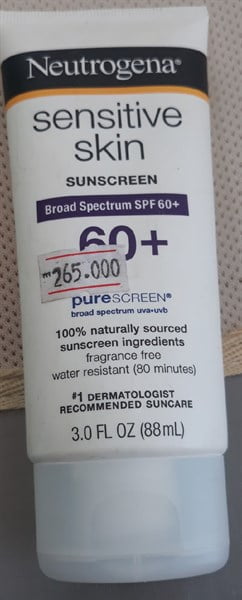 Neutrogena®
sensitive
skin
SUNSCREEN
Broad Spectrum SPF 60+
60+
265.000
pureSCREEN®
broad spectrum uva-uvb
100% naturally sourced
sunscreen ingredients
fragrance free
water resistant (80 minutes)
#1 DERMATOLOGIST
RECOMMENDED SUNCARE
3.0 FL OZ (88mL)